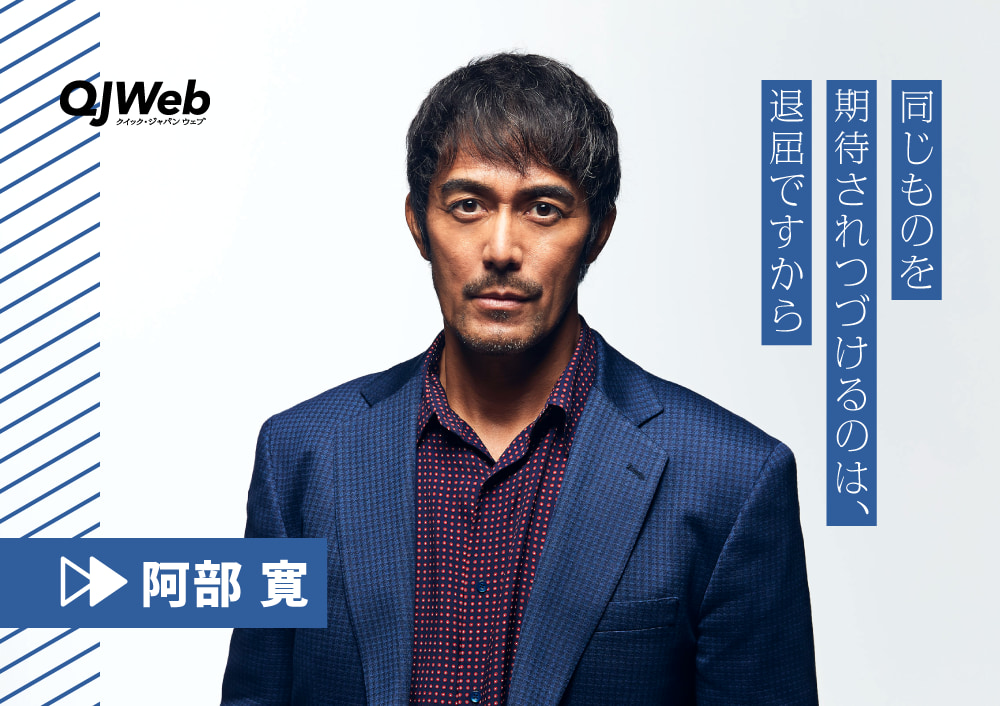 QJWeb
クイック・ジャパン ウェブ
同じものを
期待されつづけるのは、
退屈ですから
阿部 寛